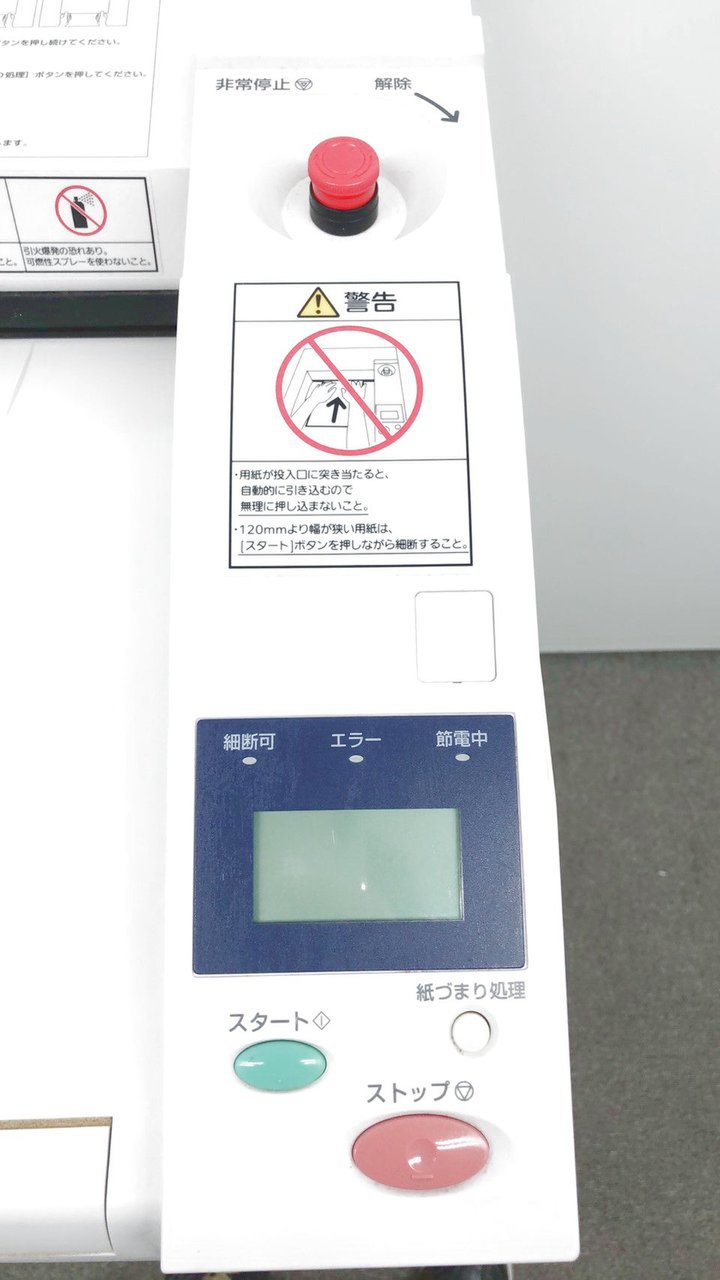 タンを押し続けてください。
処理］ボタンを押してください。
ます。
引火爆発の恐れあり。
こと。
可燃性スプレーを使わないこと。
非常停止
解除
警告
・用紙が投入口に突き当たると、
自動的に引き込むので
無理に押し込まないこと。
・120mmより幅が狭い用紙は、
[スタート]ボタンを押しながら細断すること。
細断可
エラー
節電中
紙づまり処理
スタート
ストップ